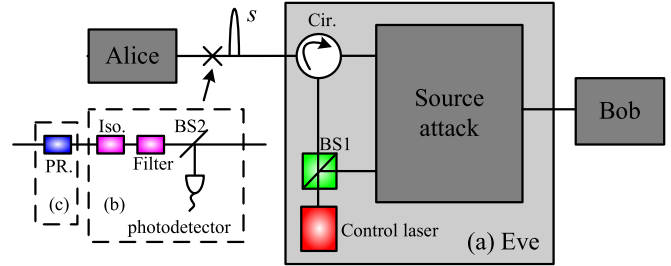 S
Cir.
Alice
Source
attack
Bob
Iso.
BS2
BS1
PR.
Filter
(c)
(b)
photodetector
Control laser
(a) Eve